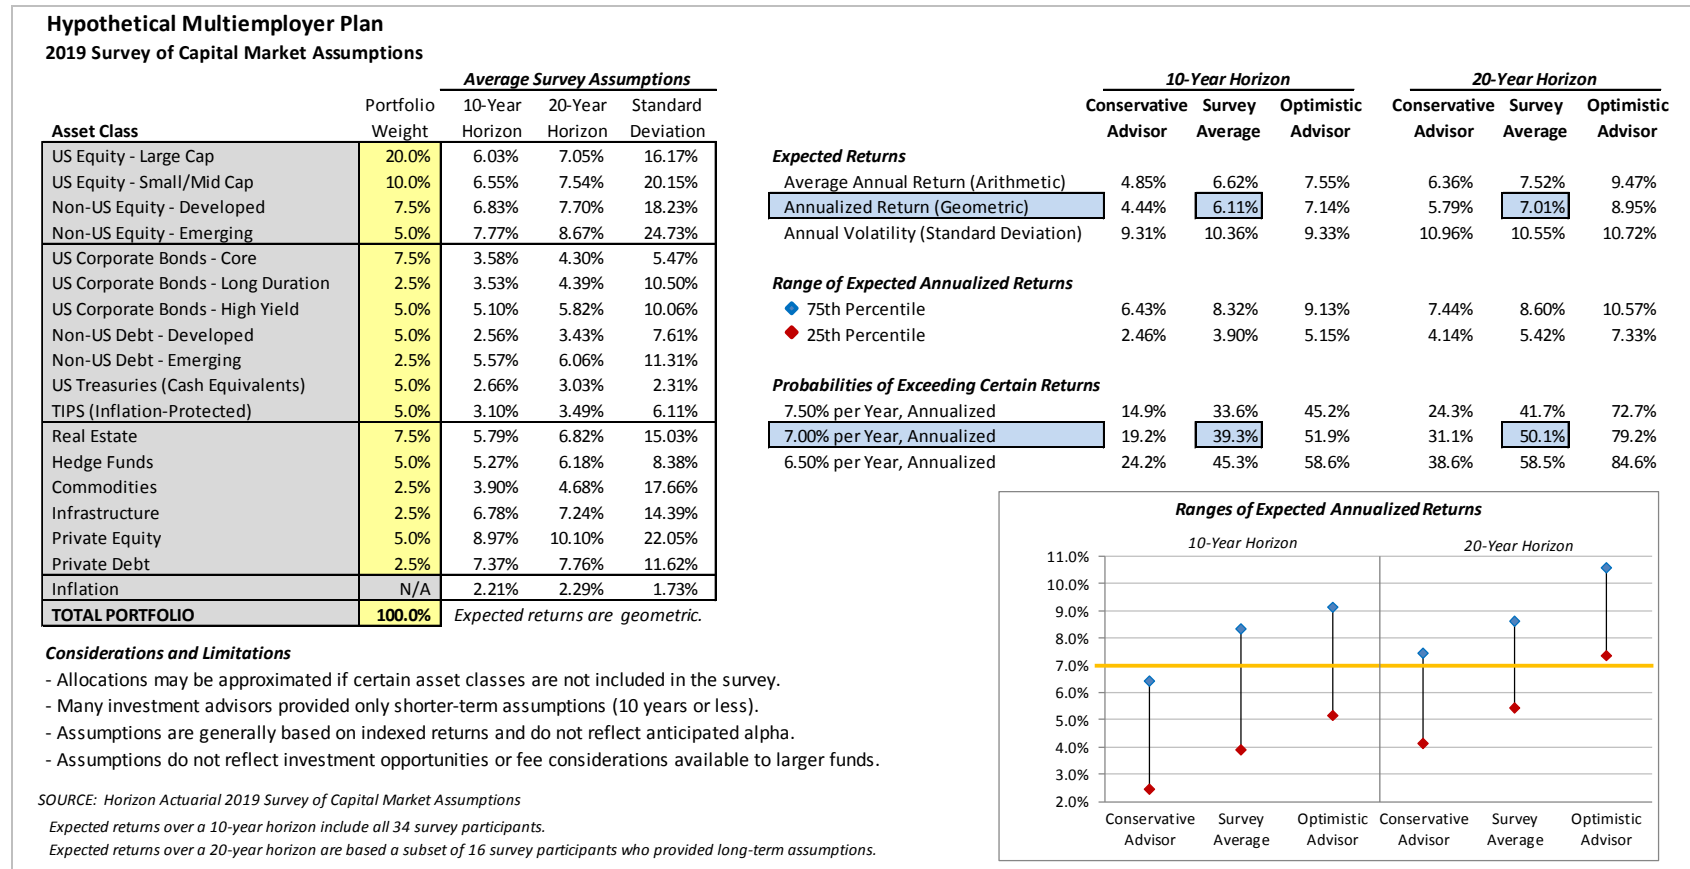 Hypothetical Multiemployer Plan
2019 Survey of Capital Market Assumptions
Average Survey Assumptions
Portfolio 10-Year 20-Year Standard
Asset Class Weight Horizon Horizon Deviation
US Equity - Large Cap 20.0% 6.03% 7.05% 16.17%
US Equity - Small/Mid Cap 10.0% 6.55% 7.54% 20.15%
Non-US Equity - Developed 7.5% 6.83% 7.70% 18.23%
Non-US Equity - Emerging 5.0% 7.77% 8.67% 24.73%
US Corporate Bonds - Core 7.5% 3.58% 4.30% 5.47%
US Corporate Bonds - Long Duration 2.5% 3.53% 4.39% 10.50%
US Corporate Bonds - High Yield 5.0% 5.10% 5.82% 10.06%
Non-US Debt - Developed 5.0% 2.56% 3.43% 7.61%
Non-US Debt - Emerging 2.5% 5.57% 6.06% 11.31%
US Treasuries (Cash Equivalents) 5.0% 2.66% 3.03% 2.31%
TIPS (Inflation-Protected) 5.0% 3.10% 3.49% 6.11%
Real Estate 7.5% 5.79% 6.82% 15.03%
Hedge Funds 5.0% 5.27% 6.18% 8.38%
Commodities 2.5% 3.90% 4.68% 17.66%
Infrastructure 2.5% 6.78% 7.24% 14.39%
Private Equity 5.0% 8.97% 10.10% 22.05%
Private Debt 2.5% 7.37% 7.76% 11.62%
Inflation N/A 2.21% 2.29% 1.73%
TOTAL PORTFOLIO 100.0% Expected returns are geometric.
Considerations and Limitations
- Allocations may be approximated if certain asset classes are not included in the survey.
- Many investment advisors provided only shorter-term assumptions (10 years or less).
- Assumptions are generally based on indexed returns and do not reflect anticipated alpha.
- Assumptions do not reflect investment opportunities or fee considerations available to larger funds.
SOURCE: Horizon Actuarial 2019 Survey of Capital Market Assumptions
Expected returns over a 10-year horizon include all 34 survey participants.
Expected returns over a 20-year horizon are based a subset of 16 survey participants who provided long-term assumptions.
10-Year Horizon 20-Year Horizon
Conservative Survey Optimistic Conservative Survey Optimistic
Advisor Average Advisor Advisor Average Advisor
Expected Returns
Average Annual Return (Arithmetic) 4.85% 6.62% 7.55% 6.36% 7.52% 9.47%
Annualized Return (Geometric) 4.44% 6.11% 7.14% 5.79% 7.01% 8.95%
Annual Volatility (Standard Deviation) 9.31% 10.36% 9.33% 10.96% 10.55% 10.72%
Range of Expected Annualized Returns
75th Percentile 6.43% 8.32% 9.13% 7.44% 8.60% 10.57%
25th Percentile 2.46% 3.90% 5.15% 4.14% 5.42% 7.33%
Probabilities of Exceeding Certain Returns
7.50% per Year, Annualized 14.9% 33.6% 45.2% 24.3% 41.7% 72.7%
7.00% per Year, Annualized 19.2% 39.3% 51.9% 31.1% 50.1% 79.2%
6.50% per Year, Annualized 24.2% 45.3% 58.6% 38.6% 58.5% 84.6%
Ranges of Expected Annualized Returns
10-Year Horizon 20-Year Horizon
11.0%
10.0%
9.0%
8.0%
7.0%
6.0%
5.0%
4.0%
3.0%
2.0%
Conservative Survey Optimistic Conservative Survey Optimistic
Advisor Average Advisor Advisor Average Advisor